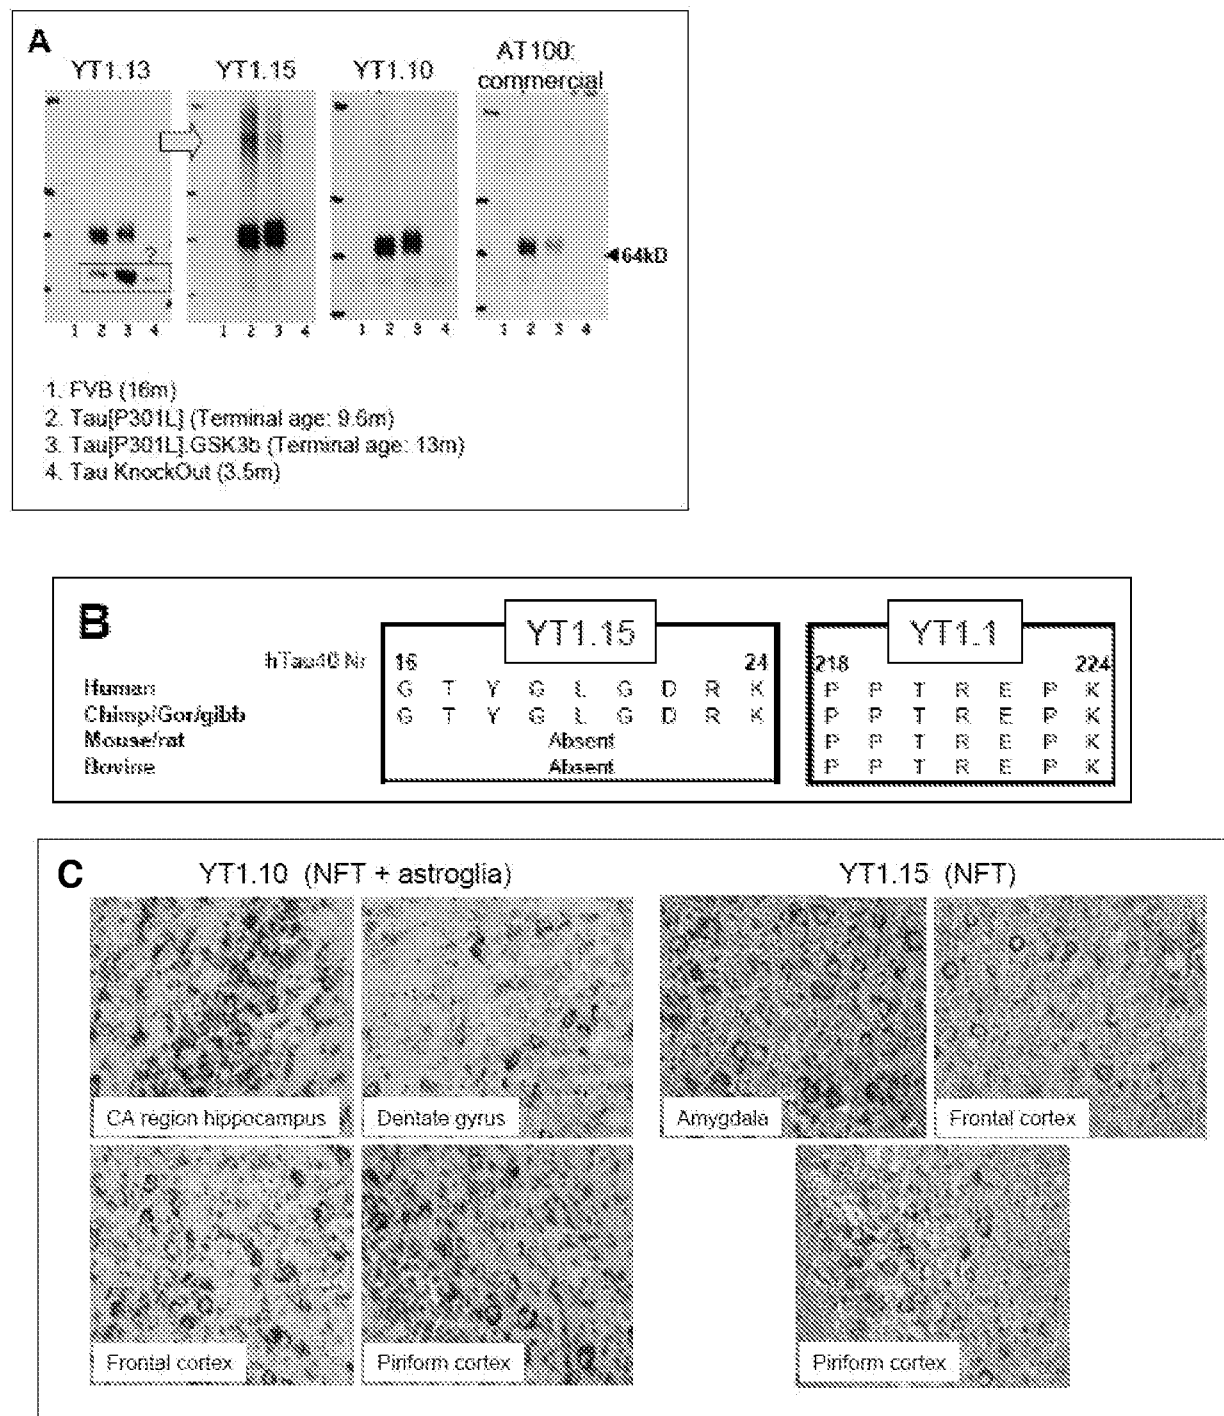 A
YT1.13 YT1.15 YT1.10 AT100: commercial
?
64kD
1 2 3 4 1 2 3 4 1 2 3 4 1 2 3 4
1. FVB (16m)
2. Tau[P301L] (Terminal age: 9.6m)
3. Tau[P301L].GSK3b (Terminal age: 13m)
4. Tau KnockOut (3.5m)
B
YT1.15 YT1.1
hTau40 Nr 16 24 218 224
Human G T Y G L G D R K P P T R E P K
Chimp/Gor/gibb G T Y G L G D R K P P T R E P K
Mouse/rat Absent P P T R E P K
Bovine Absent P P T R E P K
C
YT1.10 (NFT + astroglia) YT1.15 (NFT)
CA region hippocampus Dentate gyrus Amygdala Frontal cortex
Frontal cortex Piriform cortex Piriform cortex